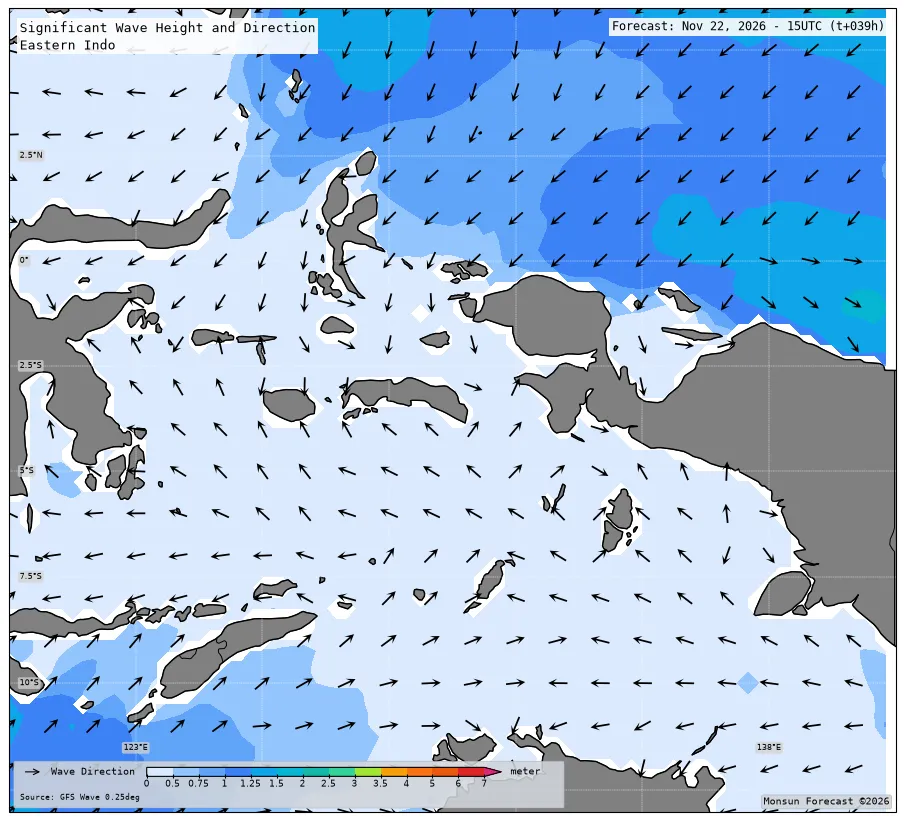 Significant Wave Height and Direction
Eastern Indo
Forecast: Nov 22, 2026 - 15UTC (t+039h)
2.5°N
0°
2.5°S
5°S
7.5°S
10°S
123°E
138°E
Wave Direction
meter
0 0.5 0.75 1 1.25 1.5 2 2.5 3 3.5 4 5 6 7
Source: GFS Wave 0.25deg
Monsun Forecast ©2026